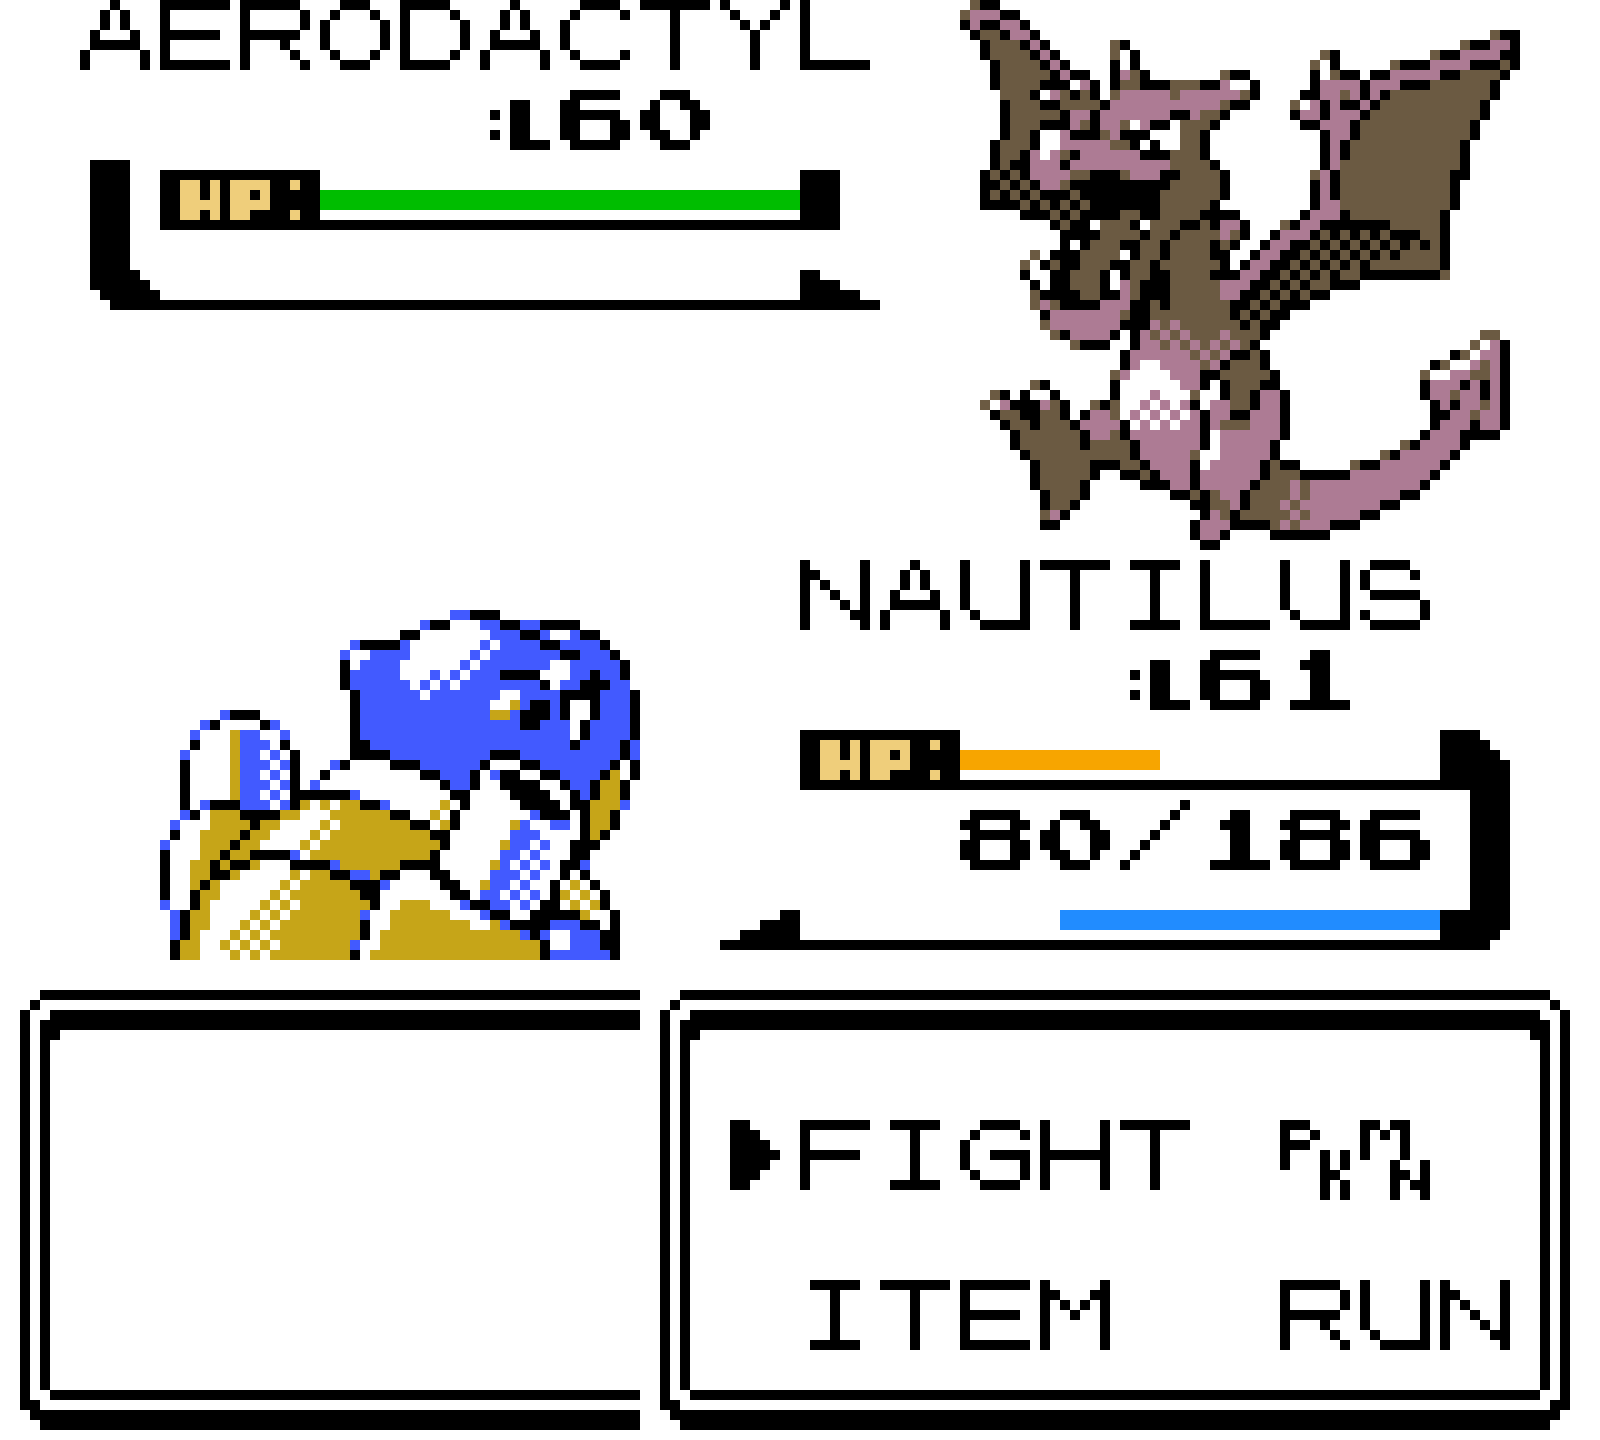 AERODACTYL
:L60
HP:
NAUTILUS
:L61
HP:
80/186
▶FIGHT PKMN
ITEM RUN